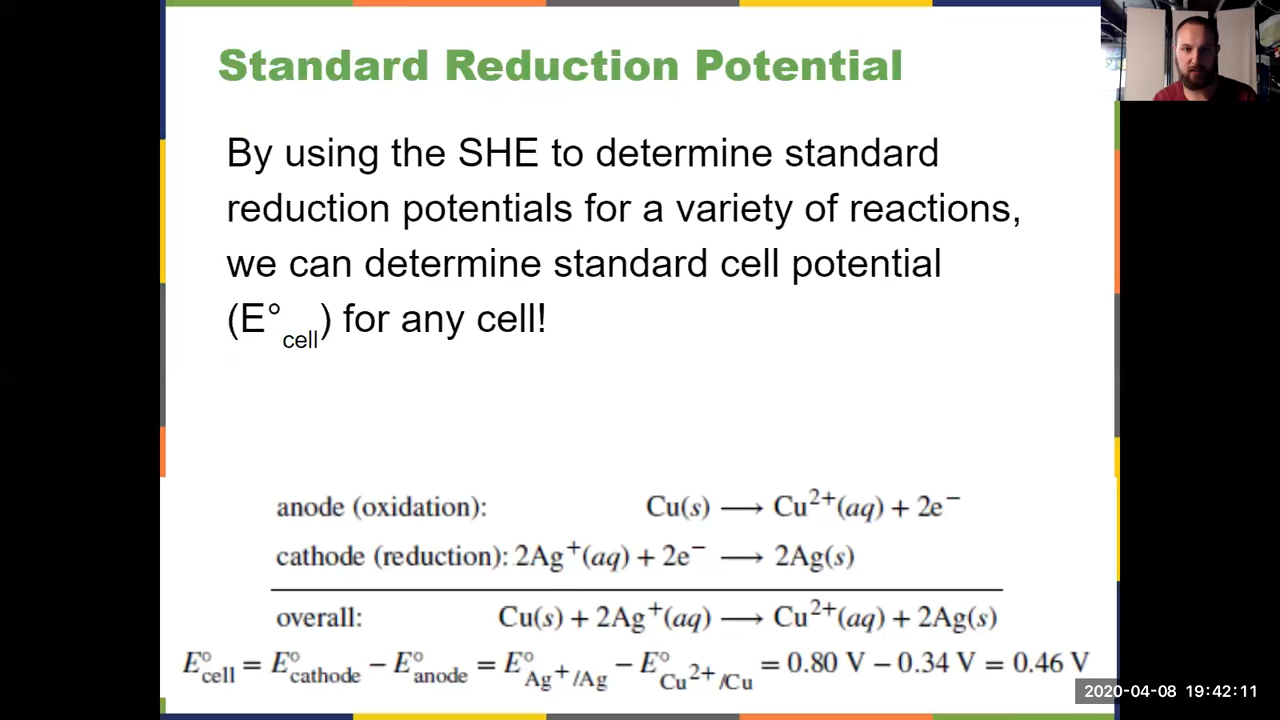 Standard Reduction Potential
By using the SHE to determine standard
reduction potentials for a variety of reactions,
we can determine standard cell potential
(E°cell) for any cell!
anode (oxidation): Cu(s) ⟶ Cu²⁺(aq) + 2e⁻
cathode (reduction): 2Ag⁺(aq) + 2e⁻ ⟶ 2Ag(s)
overall: Cu(s) + 2Ag⁺(aq) ⟶ Cu²⁺(aq) + 2Ag(s)
E°cell = E°cathode − E°anode = E°Ag⁺/Ag − E°Cu²⁺/Cu = 0.80 V − 0.34 V = 0.46 V
2020-04-08 19:42:11